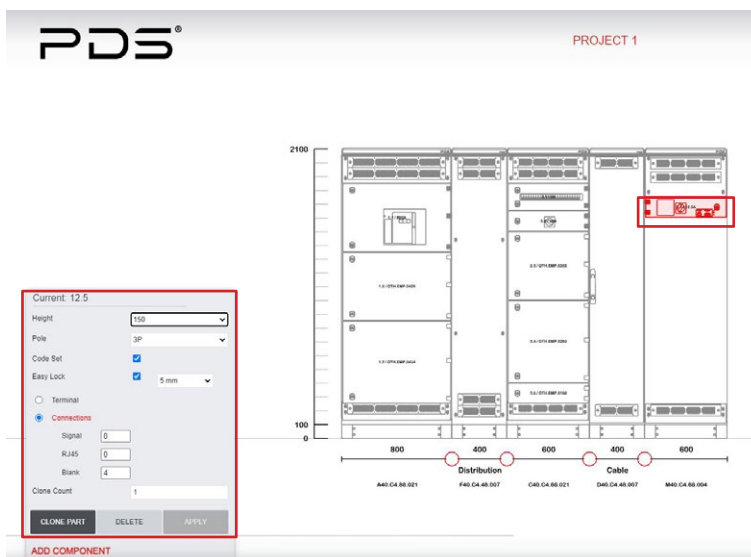 PDS®
PROJECT 1
2100
100
0
800
400
600
400
600
Distribution
Cable
A40.C4.86.021
F40.C4.48.007
C40.C4.66.021
D40.C4.48.007
M40.C4.66.004
Current: 12.5
Height 150
Pole 3P
Code Set
Easy Lock 5 mm
Terminal
Connections
Signal 0
RJ45 0
Blank 4
Clone Count 1
CLONE PART DELETE APPLY
ADD COMPONENT